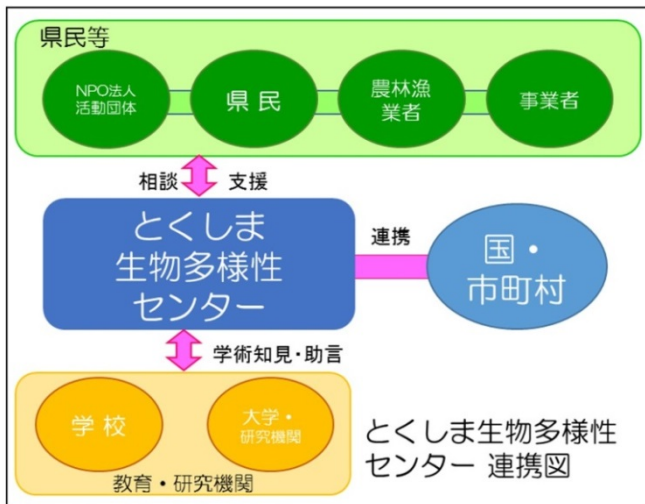 県民等
NPO法人
活動団体
県民
農林漁
業者
事業者
相談
支援
とくしま
生物多様性
センター
連携
国・
市町村
学術知見・助言
学校
大学・
研究機関
教育・研究機関
とくしま生物多様性
センター 連携図